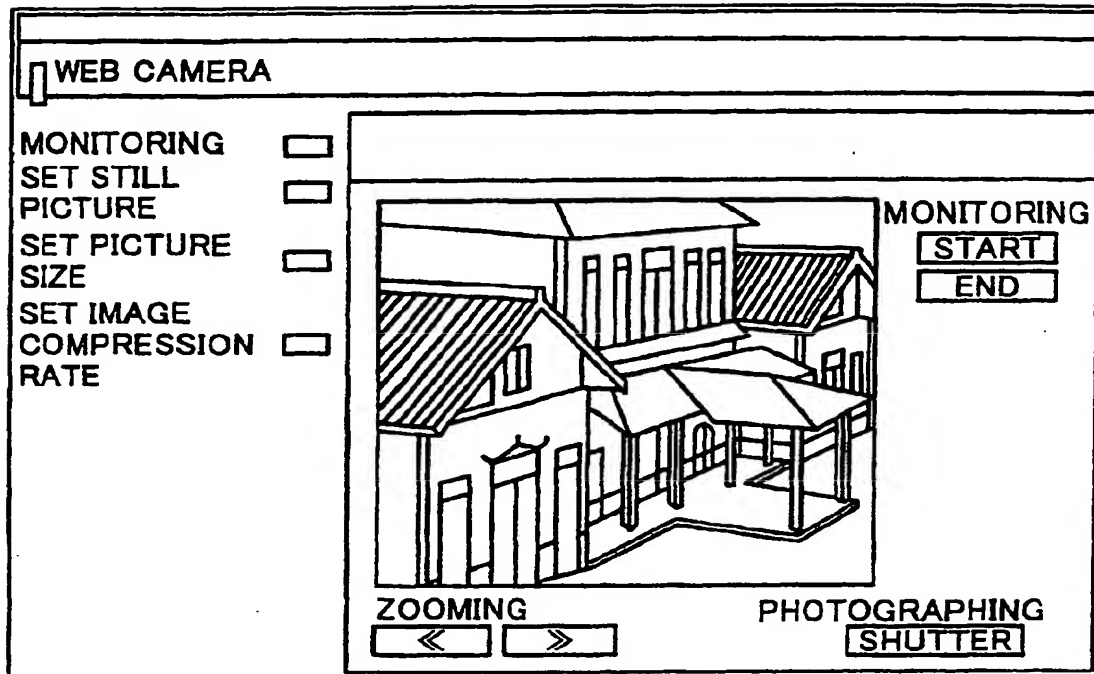 WEB CAMERA
MONITORING
SET STILL
PICTURE
SET PICTURE
SIZE
SET IMAGE
COMPRESSION
RATE
MONITORING
START
END
ZOOMING
≪ ≫
PHOTOGRAPHING
SHUTTER